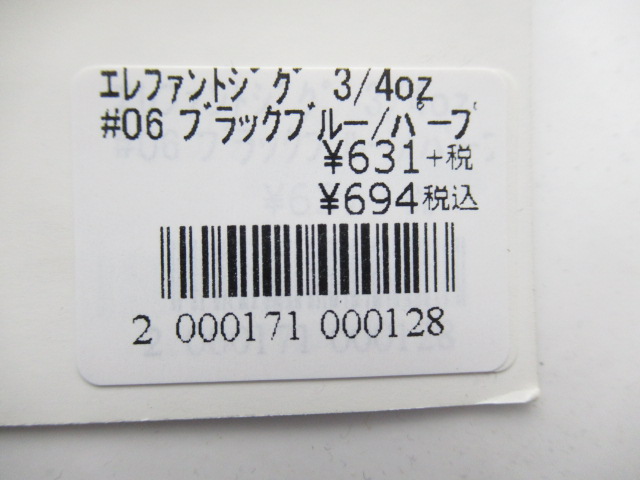 ｴﾚﾌｧﾝﾄｼﾞｸﾞ 3/4oz
#06 ﾌﾞﾗｯｸﾌﾞﾙｰ/ﾊﾟｰﾌﾟ
¥631+税
¥694税込
2 000171 000128